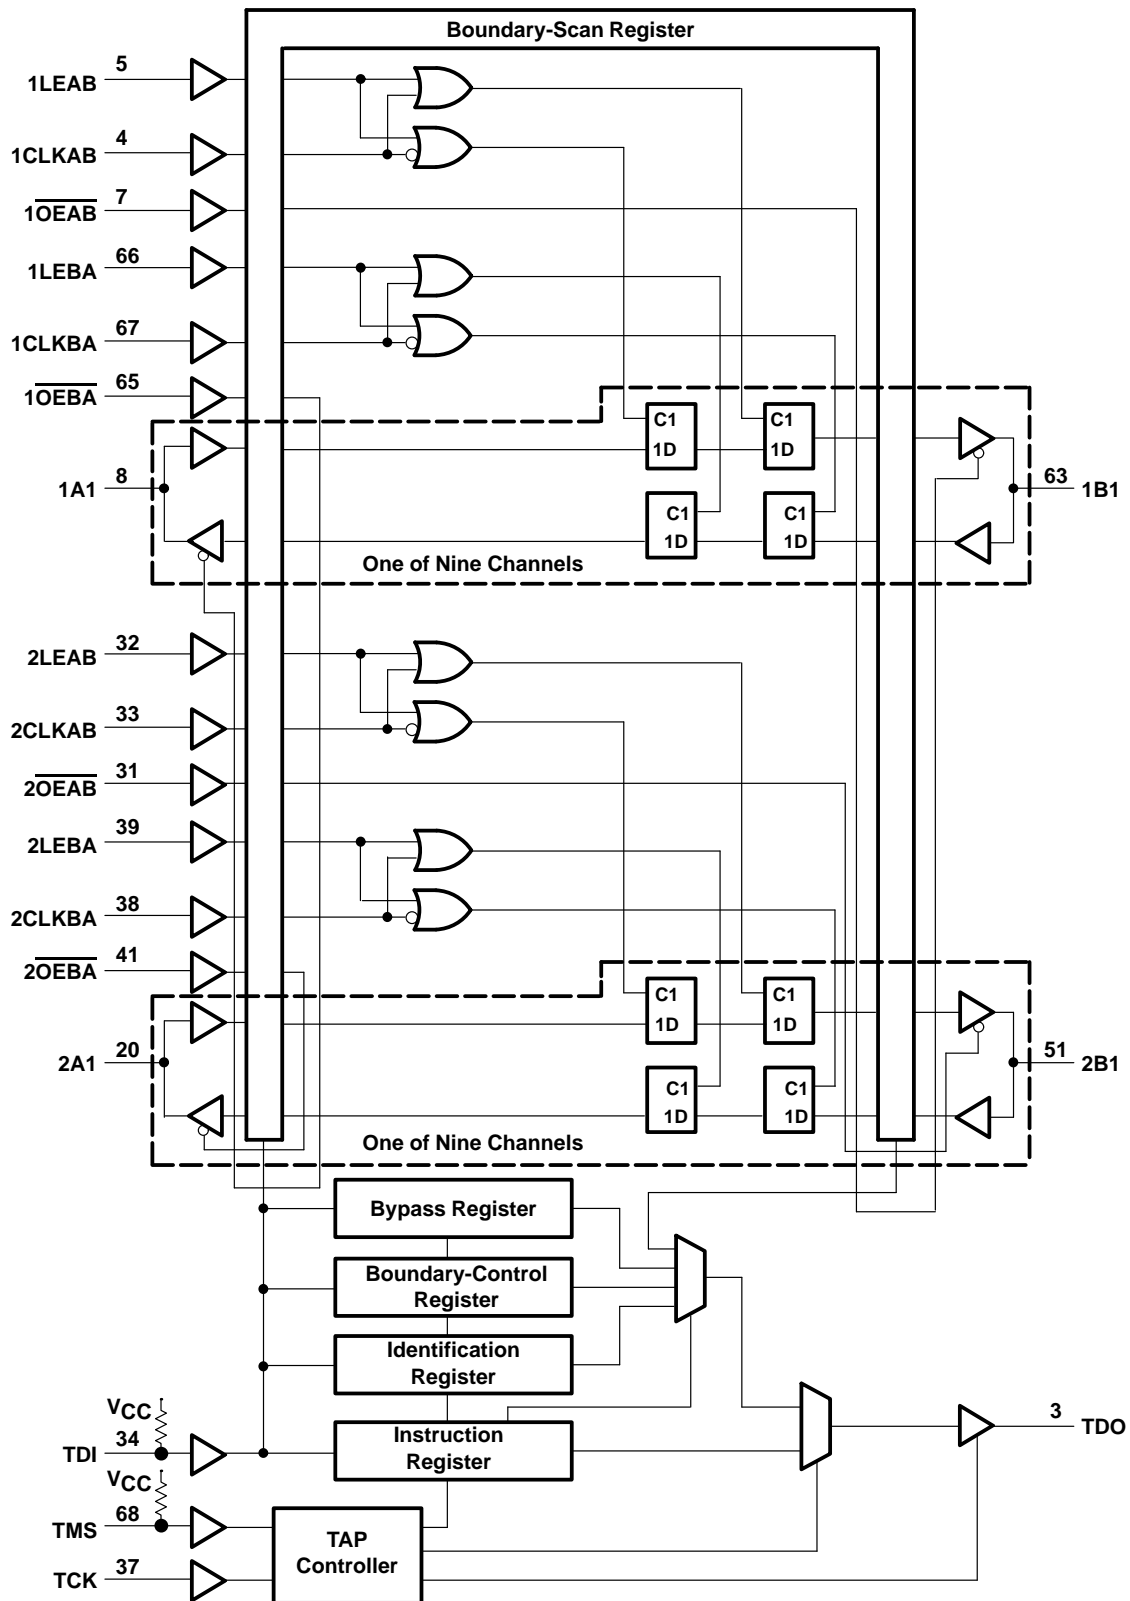 Boundary-Scan Register
1LEAB 5
1CLKAB 4
1O̅E̅A̅B̅ 7
1LEBA 66
1CLKBA 67
1O̅E̅B̅A̅ 65
C1 C1
1D 1D
1A1 8
63 1B1
C1 C1
1D 1D
One of Nine Channels
2LEAB 32
2CLKAB 33
2O̅E̅A̅B̅ 31
2LEBA 39
2CLKBA 38
2O̅E̅B̅A̅ 41
C1 C1
1D 1D
2A1 20
51 2B1
C1 C1
1D 1D
One of Nine Channels
Bypass Register
Boundary-Control
Register
Identification
Register
VCC
TDI 34
Instruction
Register
3 TDO
VCC
TMS 68
TAP
Controller
TCK 37